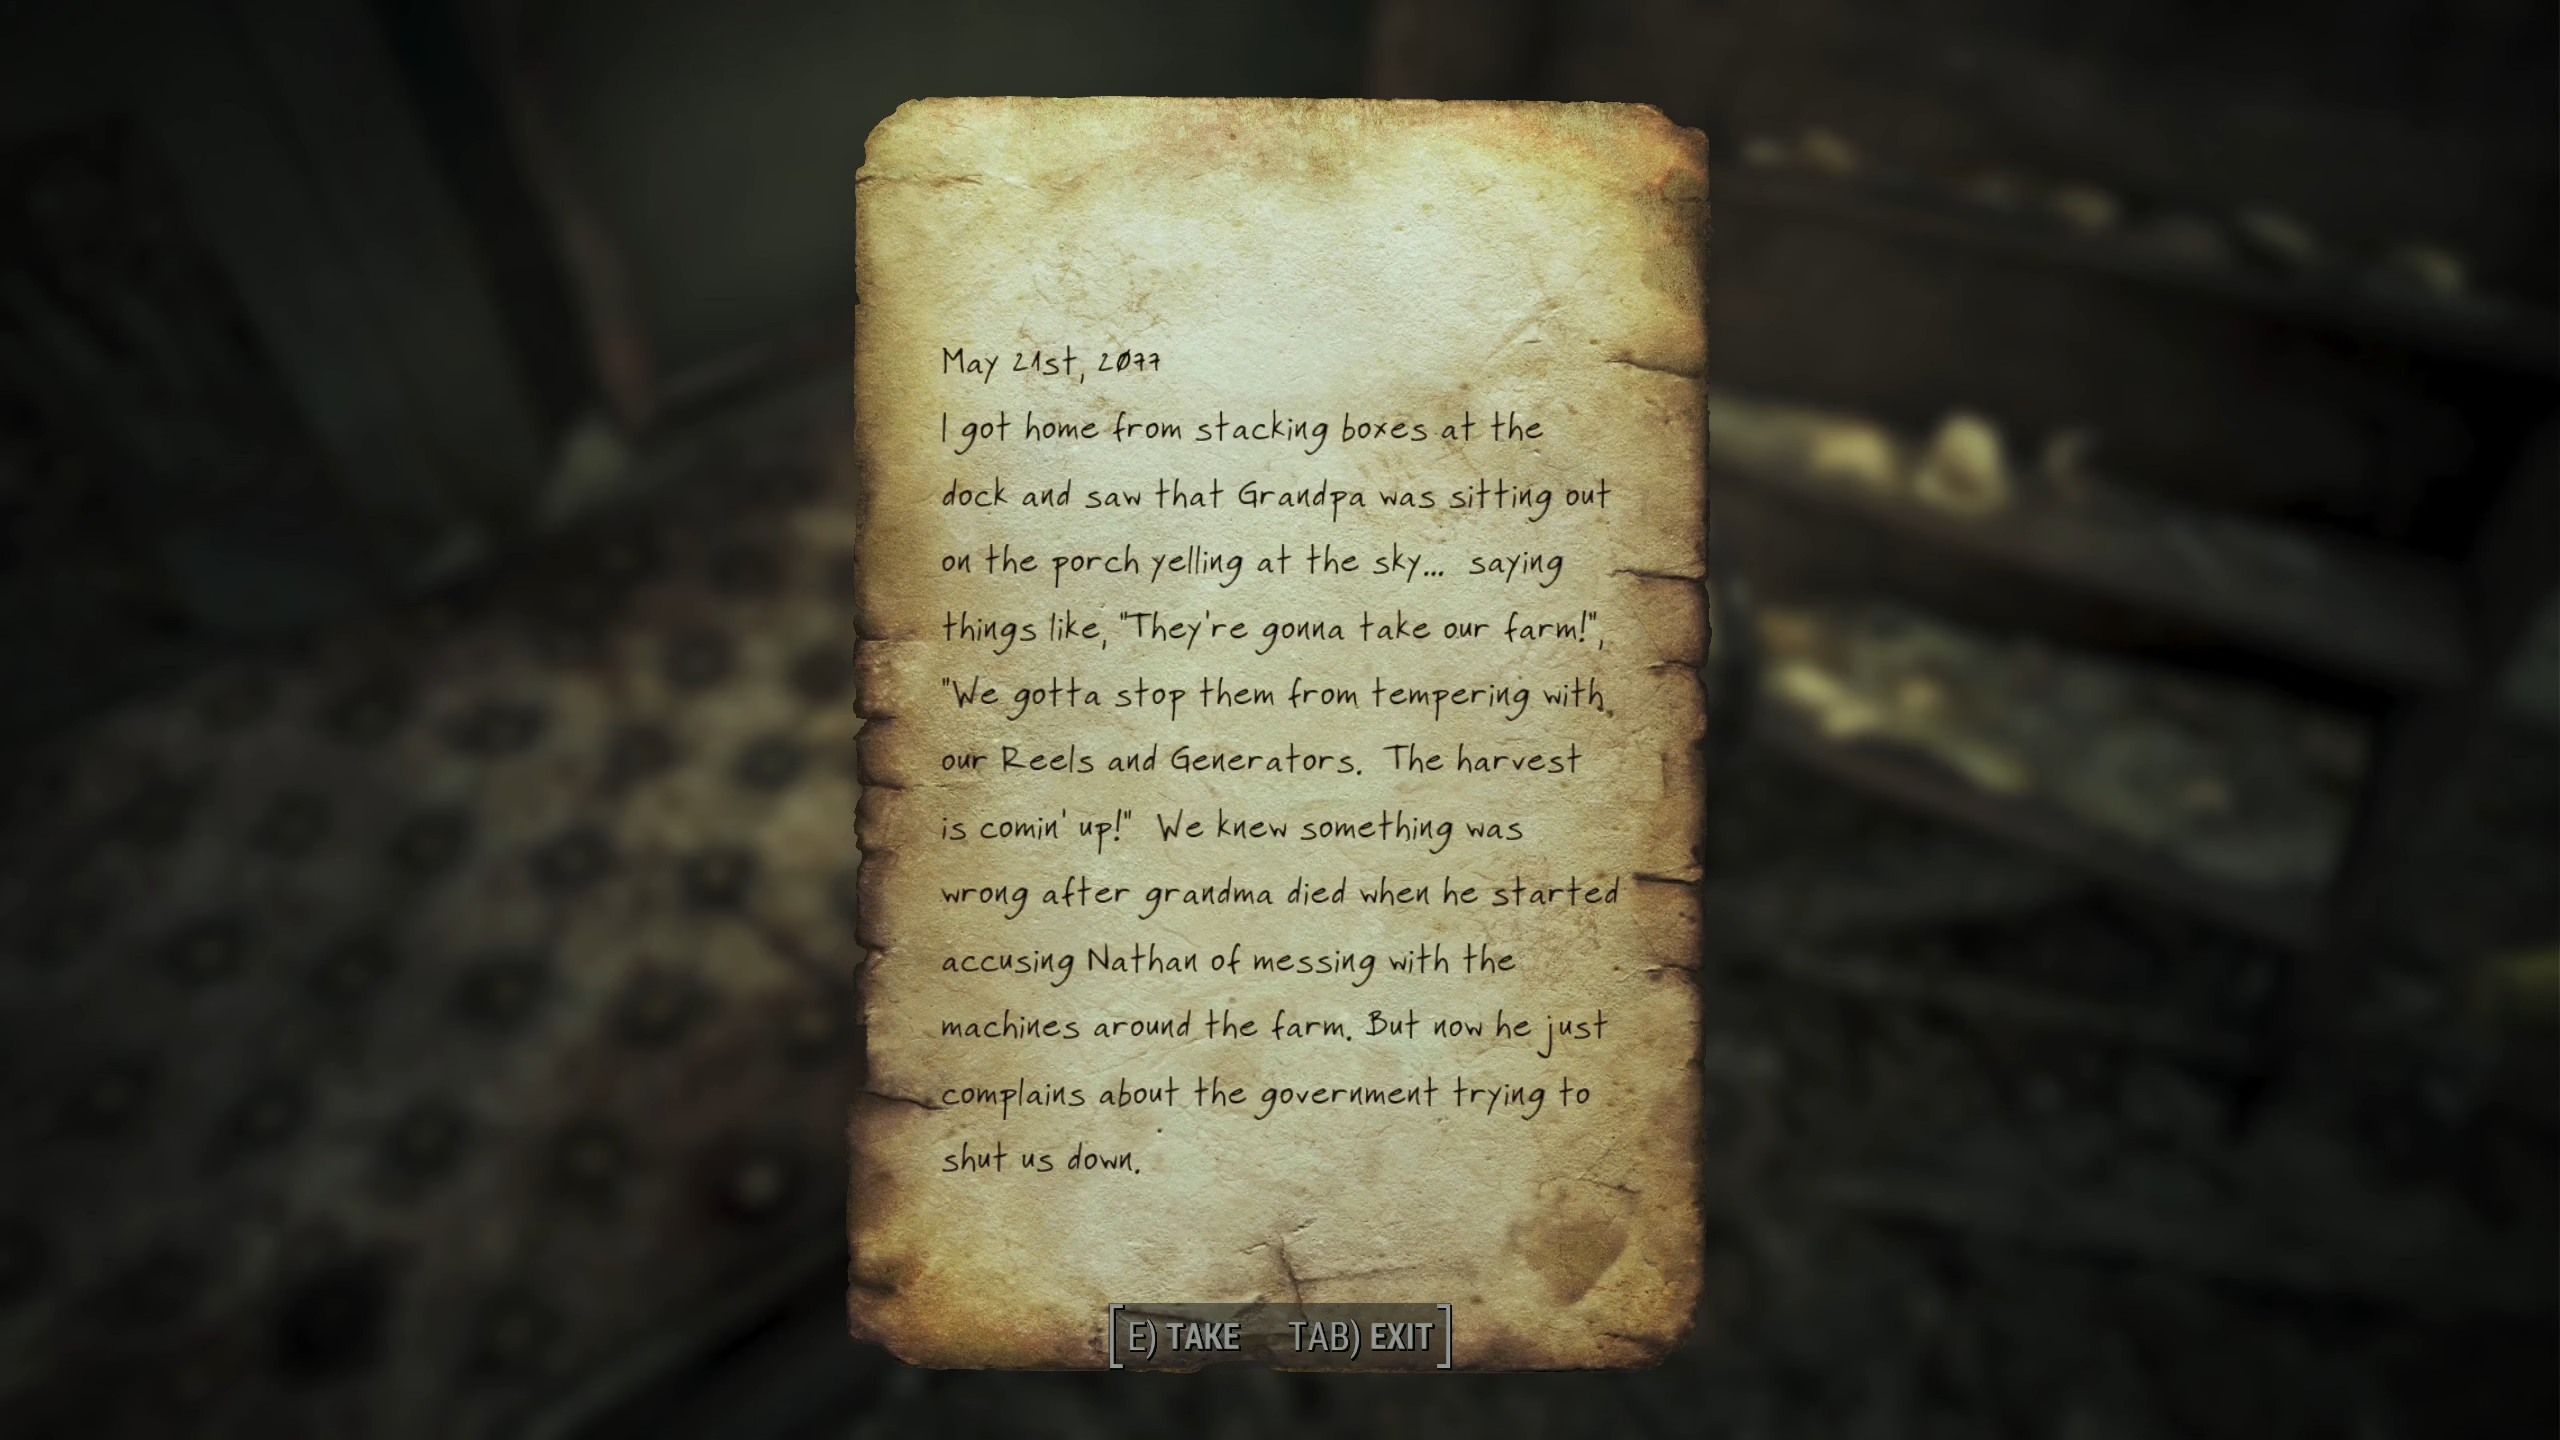 May 21st, 2077
I got home from stacking boxes at the
dock and saw that Grandpa was sitting out
on the porch yelling at the sky... saying
things like, "They're gonna take our farm!",
"We gotta stop them from tempering with
our Reels and Generators. The harvest
is comin' up!" We knew something was
wrong after grandma died when he started
accusing Nathan of messing with the
machines around the farm. But now he just
complains about the government trying to
shut us down.
E) TAKE TAB) EXIT